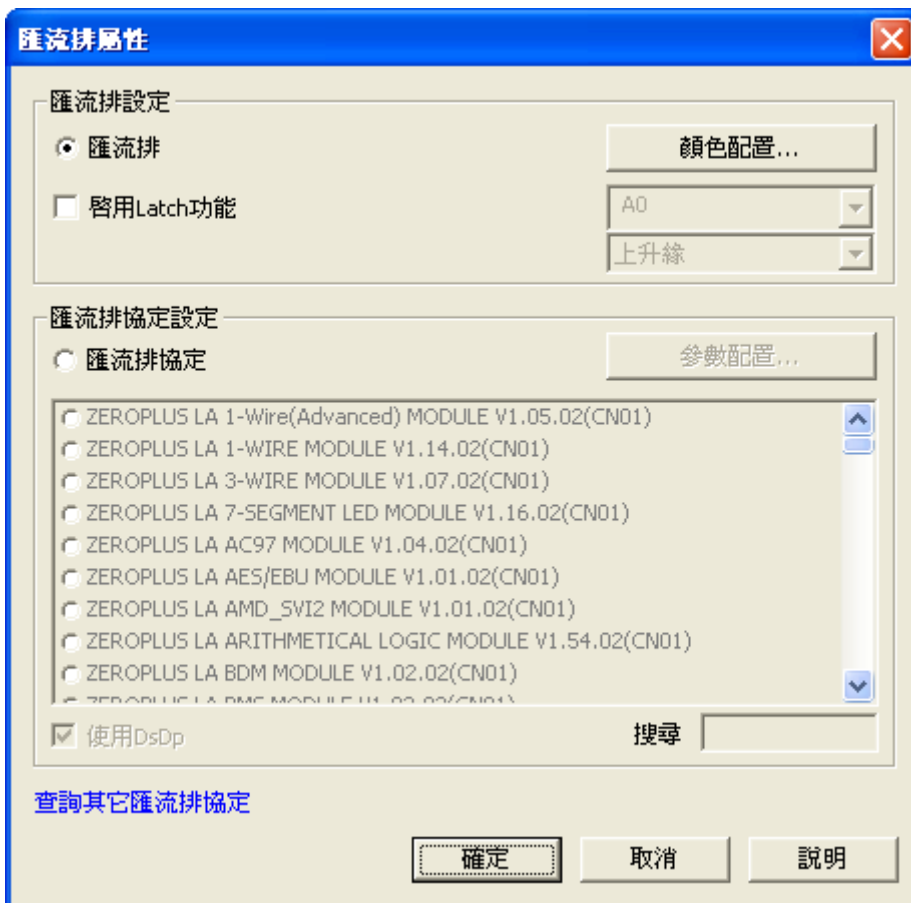 匯流排屬性
匯流排設定
匯流排
顏色配置...
啓用Latch功能
A0
上升緣
匯流排協定設定
匯流排協定
參數配置...
ZEROPLUS LA 1-Wire(Advanced) MODULE V1.05.02(CN01)
ZEROPLUS LA 1-WIRE MODULE V1.14.02(CN01)
ZEROPLUS LA 3-WIRE MODULE V1.07.02(CN01)
ZEROPLUS LA 7-SEGMENT LED MODULE V1.16.02(CN01)
ZEROPLUS LA AC97 MODULE V1.04.02(CN01)
ZEROPLUS LA AES/EBU MODULE V1.01.02(CN01)
ZEROPLUS LA AMD_SVI2 MODULE V1.01.02(CN01)
ZEROPLUS LA ARITHMETICAL LOGIC MODULE V1.54.02(CN01)
ZEROPLUS LA BDM MODULE V1.02.02(CN01)
使用DsDp
搜尋
查詢其它匯流排協定
確定
取消
說明